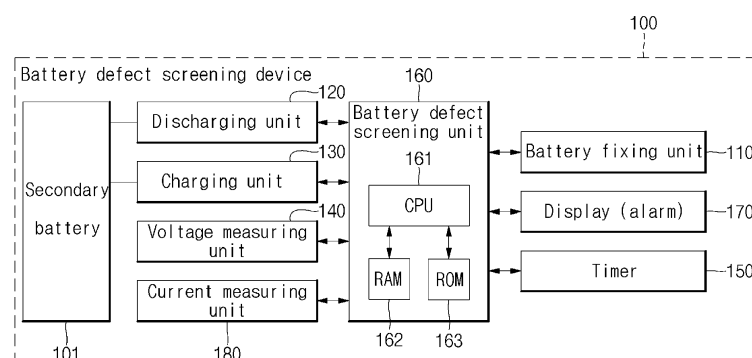 100
Battery defect screening device
120
160
Discharging unit
Battery defect
screening unit
130
161
Battery fixing unit
110
Secondary
battery
Charging unit
CPU
140
Display (alarm)
170
Voltage measuring
unit
RAM
ROM
Timer
150
Current measuring
unit
101
180
162
163